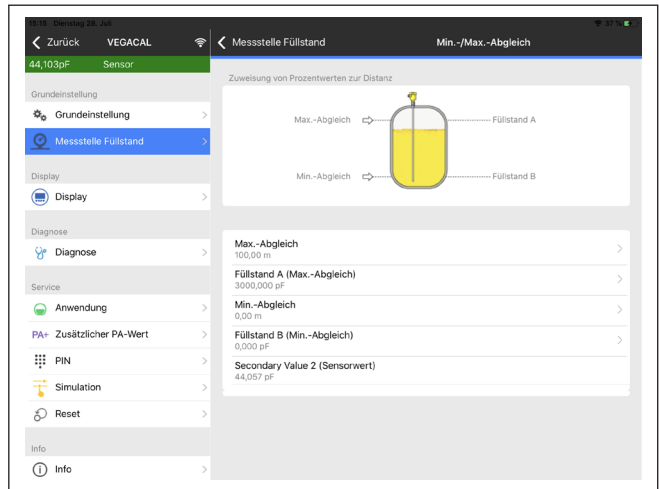 15:15 Dienstag 28. Juli
37 %
Zurück VEGACAL
Messstelle Füllstand
Min.-/Max.-Abgleich
44,103pF Sensor
Grundeinstellung
Grundeinstellung
Messstelle Füllstand
Display
Display
Diagnose
Diagnose
Service
Anwendung
PA+ Zusätzlicher PA-Wert
PIN
Simulation
Reset
Info
Info
Zuweisung von Prozentwerten zur Distanz
Max.-Abgleich
Füllstand A
Min.-Abgleich
Füllstand B
Max.-Abgleich
100,00 m
Füllstand A (Max.-Abgleich)
3000,000 pF
Min.-Abgleich
0,00 m
Füllstand B (Min.-Abgleich)
0,000 pF
Secondary Value 2 (Sensorwert)
44,057 pF